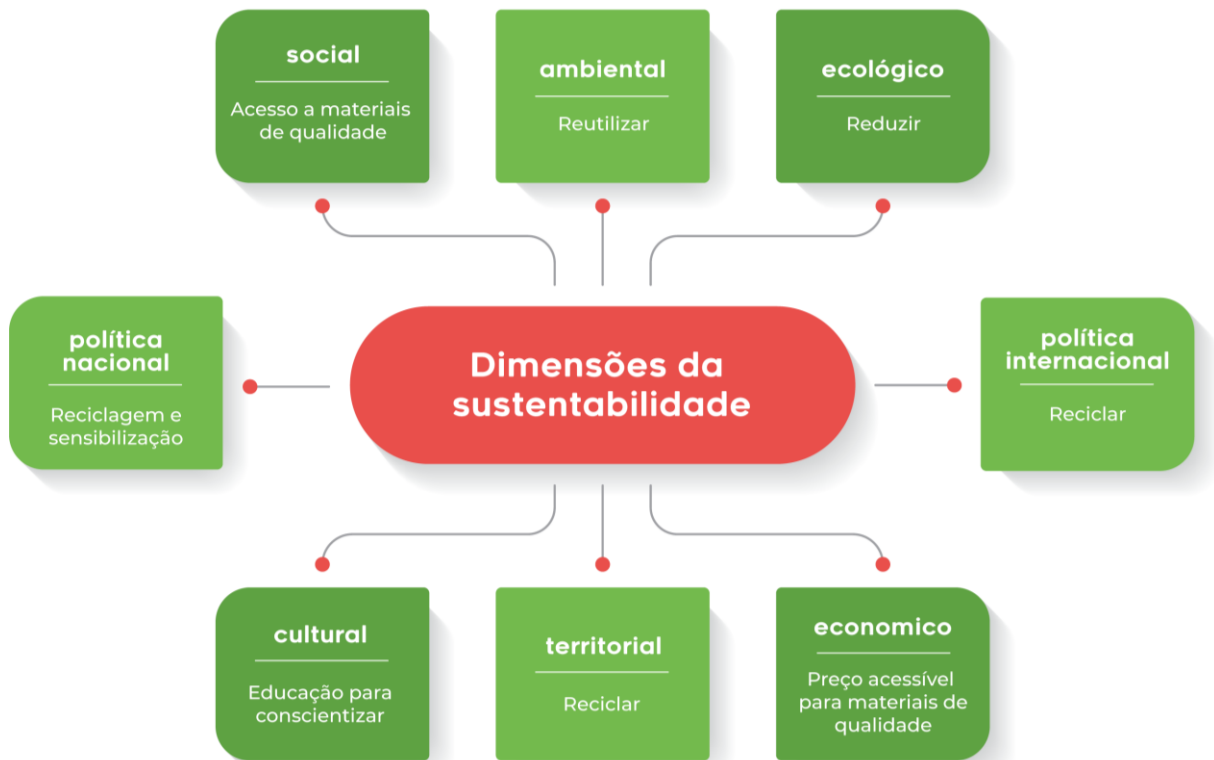 social
Acesso a materiais
de qualidade
ambiental
Reutilizar
ecológico
Reduzir
política
nacional
Reciclagem e
sensibilização
Dimensões da
sustentabilidade
política
internacional
Reciclar
cultural
Educação para
conscientizar
territorial
Reciclar
economico
Preço acessível
para materiais de
qualidade